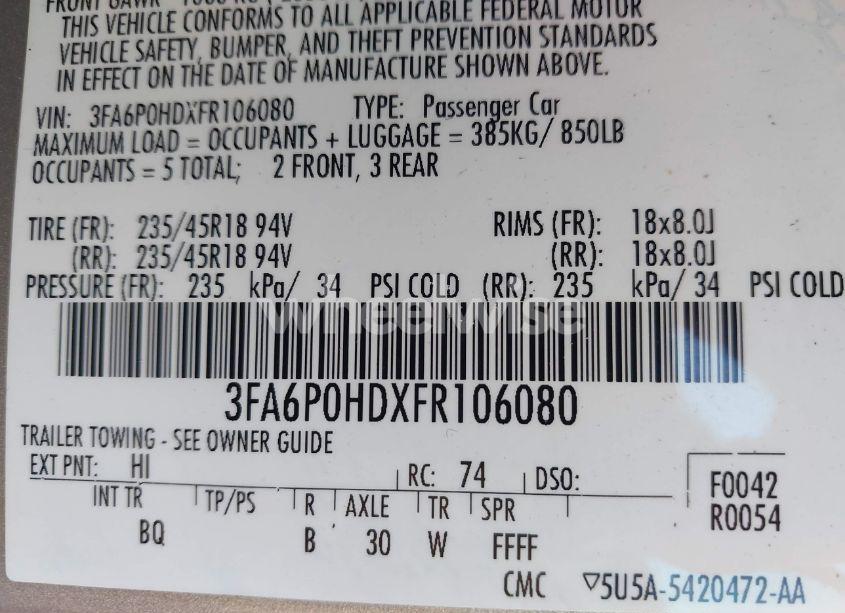 FRONT GAWR
THIS VEHICLE CONFORMS TO ALL APPLICABLE FEDERAL MOTOR
VEHICLE SAFETY, BUMPER, AND THEFT PREVENTION STANDARDS
IN EFFECT ON THE DATE OF MANUFACTURE SHOWN ABOVE.
VIN: 3FA6P0HDXFR106080 TYPE: Passenger Car
MAXIMUM LOAD = OCCUPANTS + LUGGAGE = 385KG/ 850LB
OCCUPANTS = 5 TOTAL; 2 FRONT, 3 REAR
TIRE (FR): 235/45R18 94V RIMS (FR): 18x8.0J
(RR): 235/45R18 94V (RR): 18x8.0J
PRESSURE (FR): 235 kPa/ 34 PSI COLD (RR): 235 kPa/ 34 PSI COLD
wheelwise
3FA6P0HDXFR106080
TRAILER TOWING - SEE OWNER GUIDE
EXT PNT: HI RC: 74 DSO: F0042
INT TR TP/PS R AXLE TR SPR R0054
BQ B 30 W FFFF
CMC ▽5U5A-5420472-AA